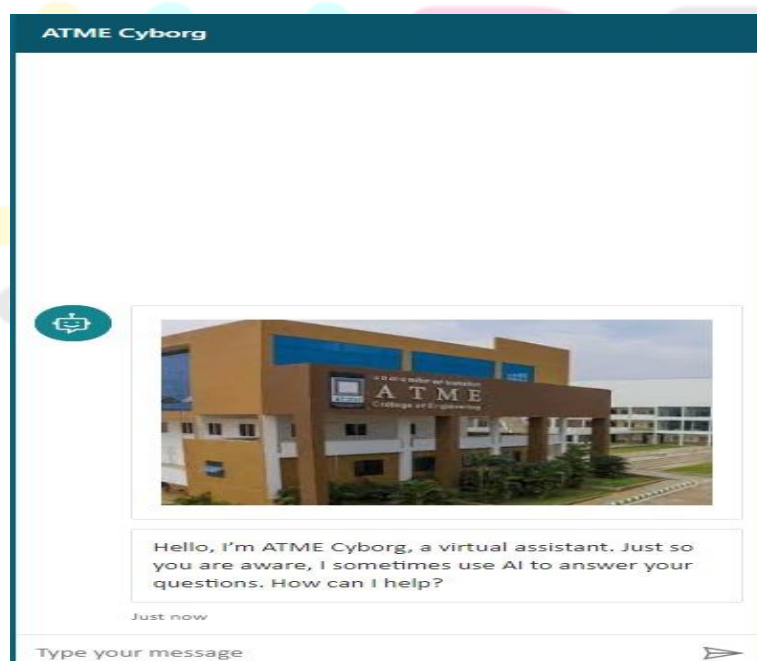 ATME Cyborg
A T M E
College of Engineering
Hello, I'm ATME Cyborg, a virtual assistant. Just so
you are aware, I sometimes use AI to answer your
questions. How can I help?
Just now
Type your message